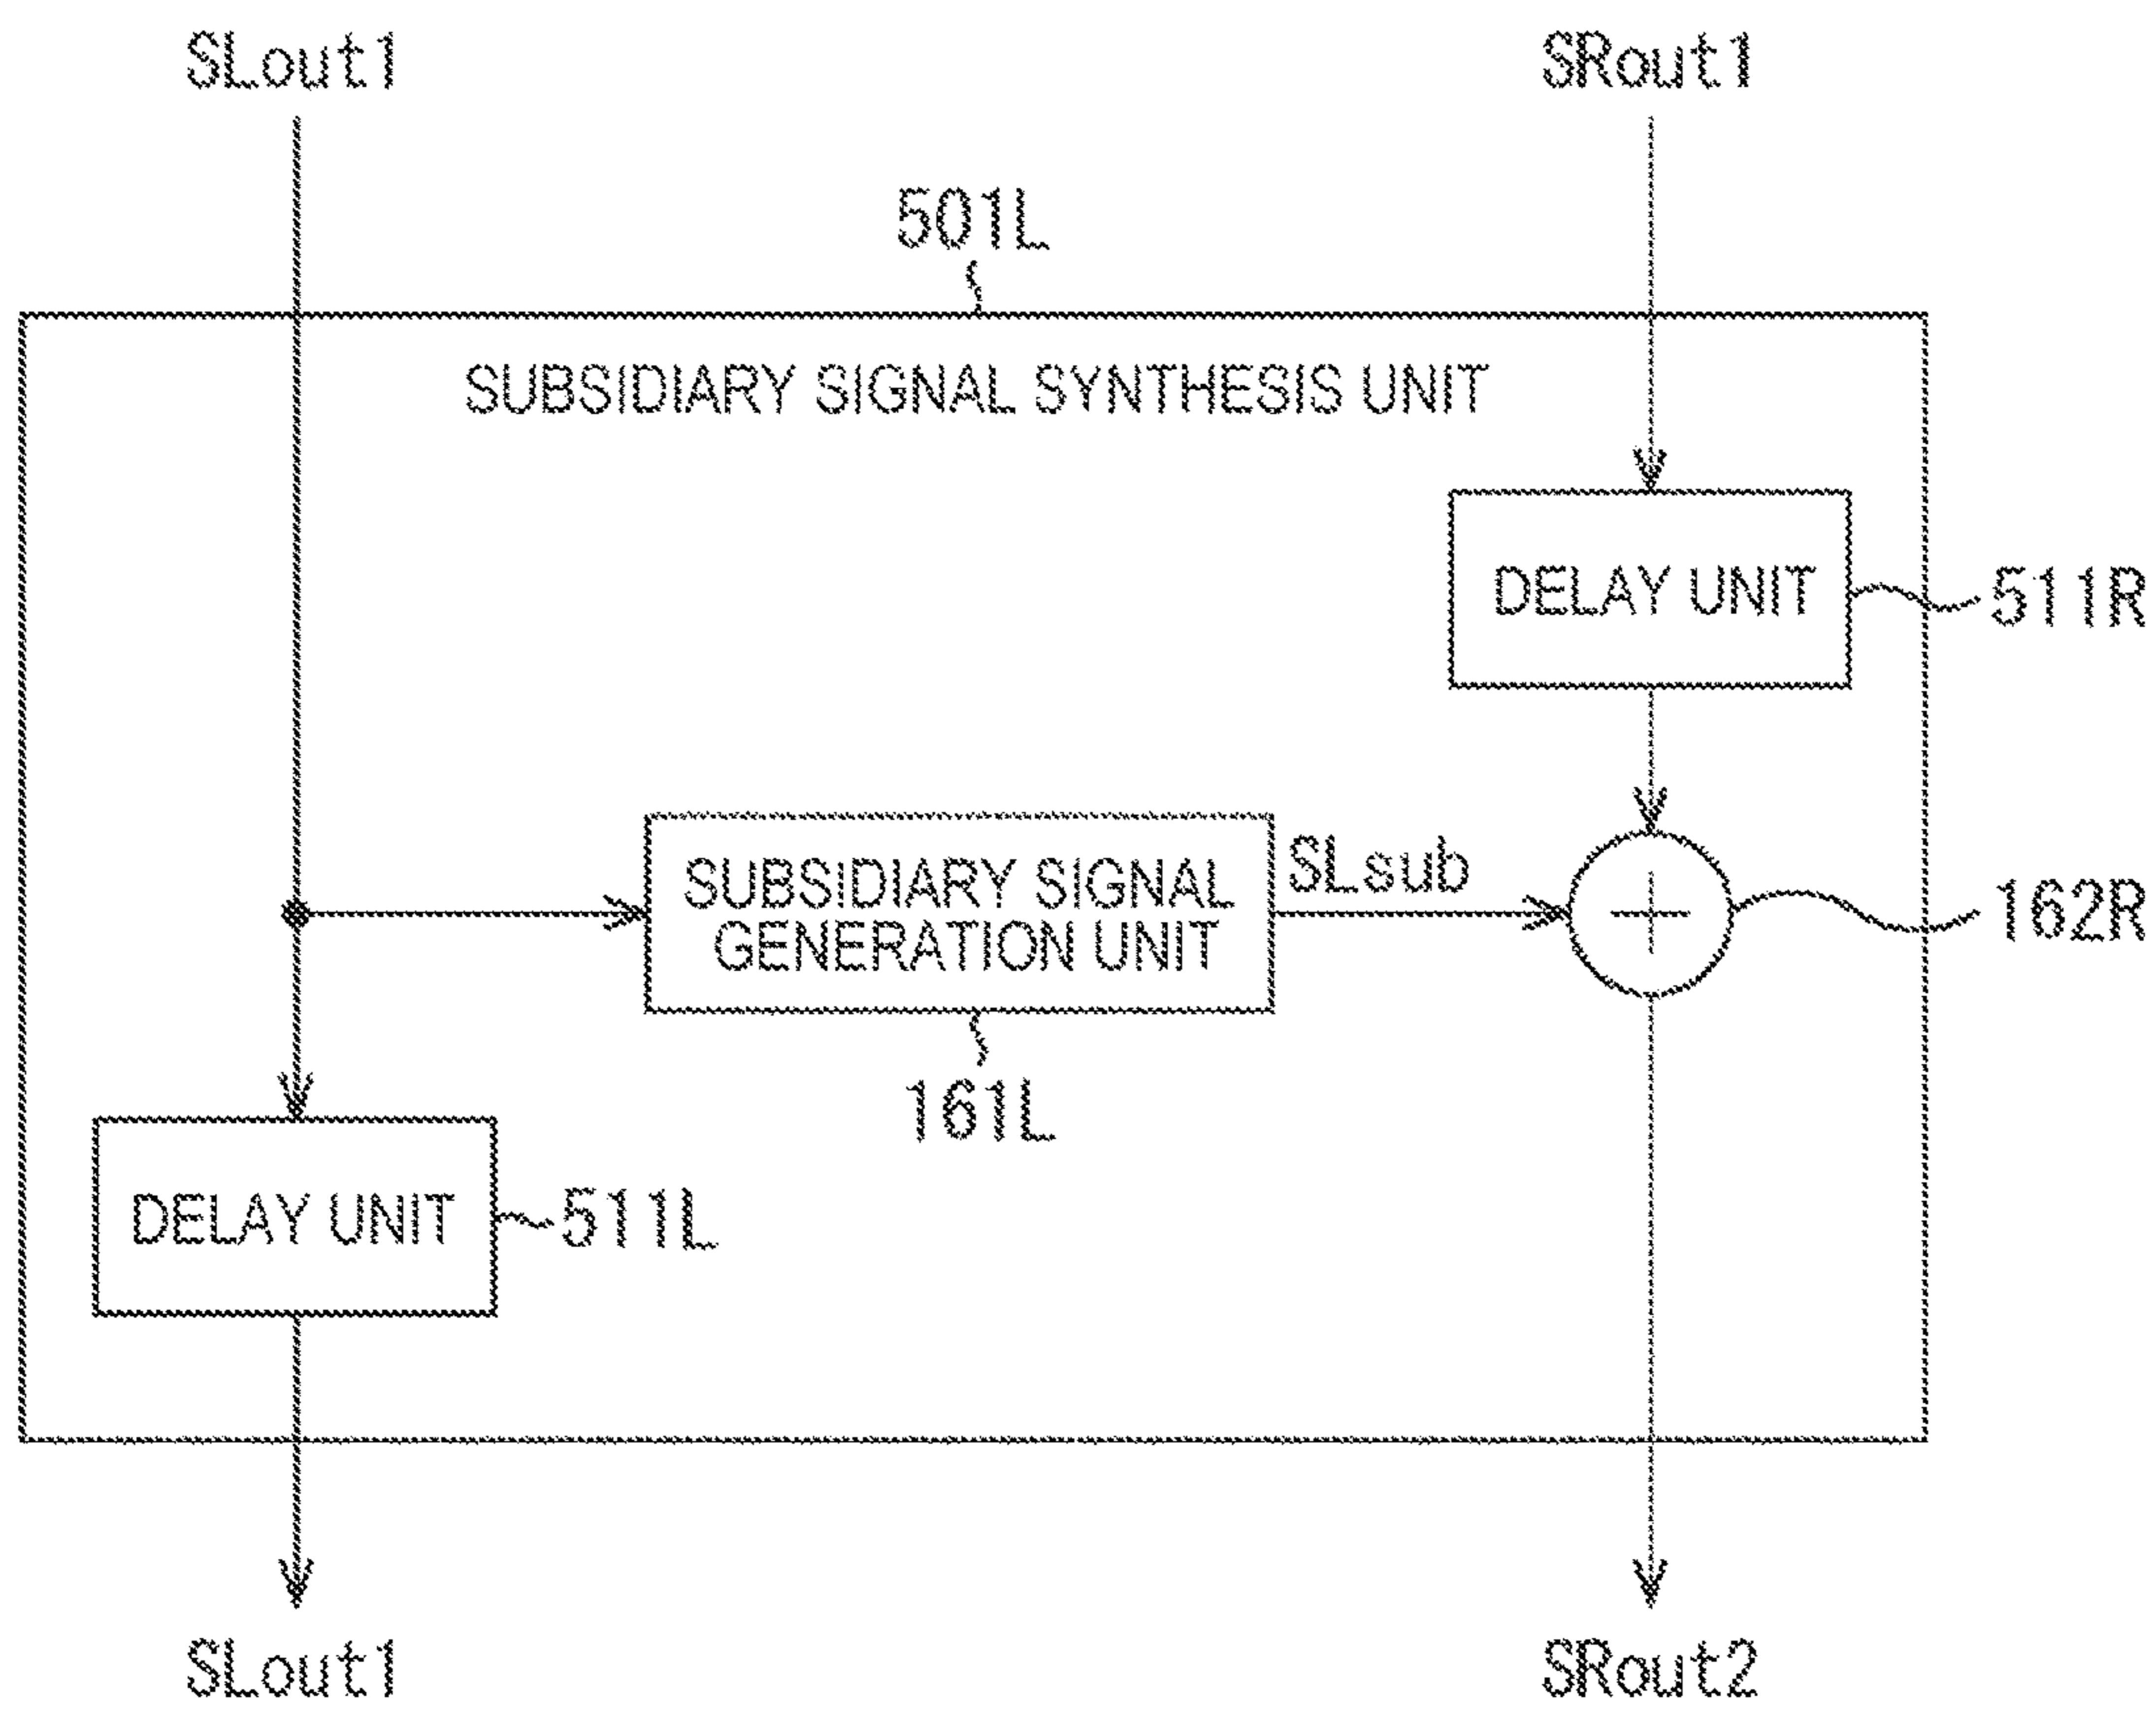 SLout1
SRout1
501L
SUBSIDIARY SIGNAL SYNTHESIS UNIT
DELAY UNIT
511R
SUBSIDIARY SIGNAL
GENERATION UNIT
SLsub
162R
161L
DELAY UNIT
511L
SLout1
SRout2